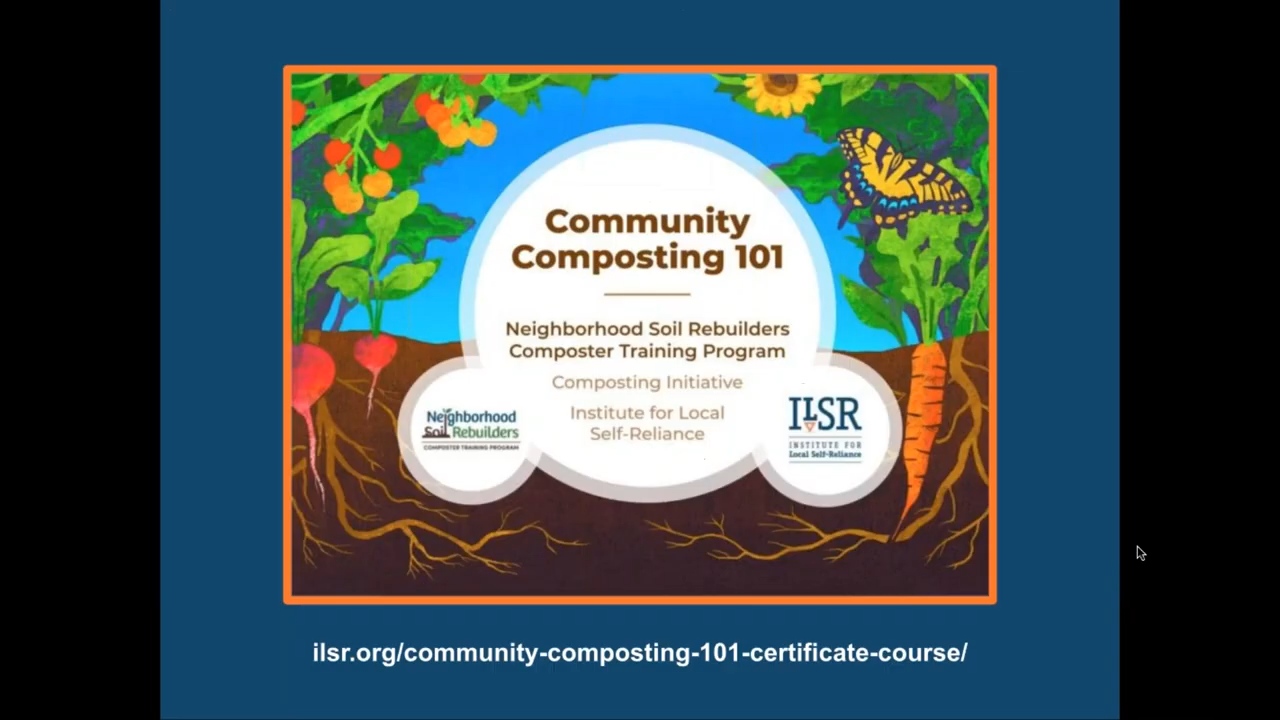 Community
Composting 101
Neighborhood Soil Rebuilders
Composter Training Program
Composting Initiative
Institute for Local
Self-Reliance
Neighborhood
Soil Rebuilders
COMPOSTER TRAINING PROGRAM
ILSR
INSTITUTE FOR
Local Self-Reliance
ilsr.org/community-composting-101-certificate-course/